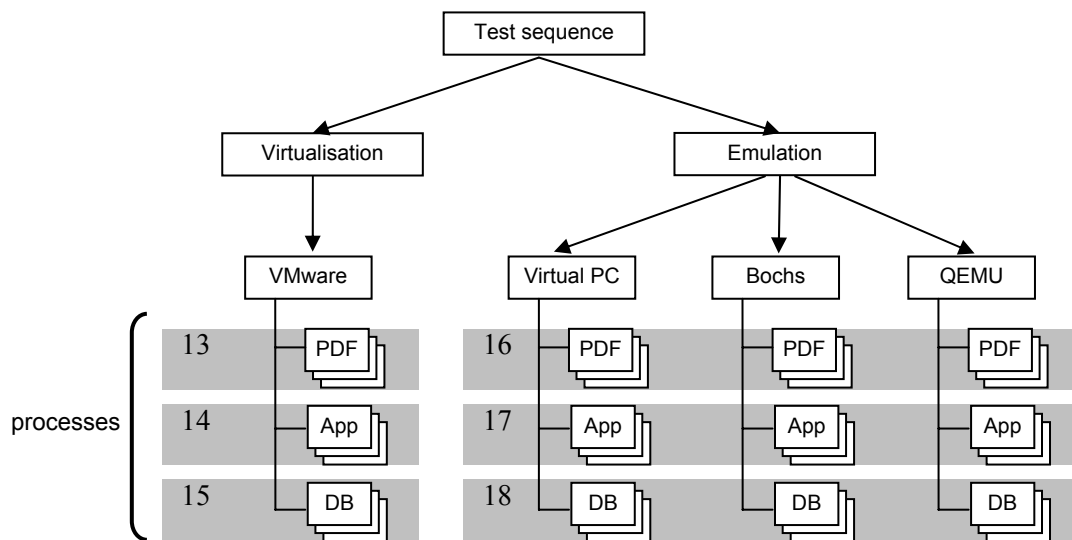 Test sequence
Virtualisation
Emulation
VMware
Virtual PC
Bochs
QEMU
processes
13
PDF
16
PDF
PDF
PDF
14
App
17
App
App
App
15
DB
18
DB
DB
DB